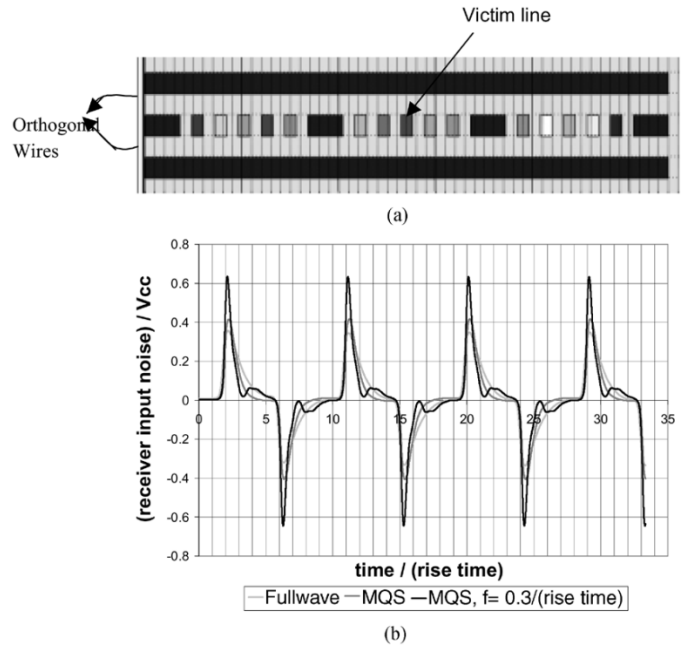 Victim line
Orthogonal
Wires
(a)
0.8
0.6
0.4
0.2
0
-0.2
-0.4
-0.6
-0.8
0 5 10 15 20 25 30 35
(receiver input noise) / Vcc
time / (rise time)
Fullwave MQS MQS, f= 0.3/(rise time)
(b)